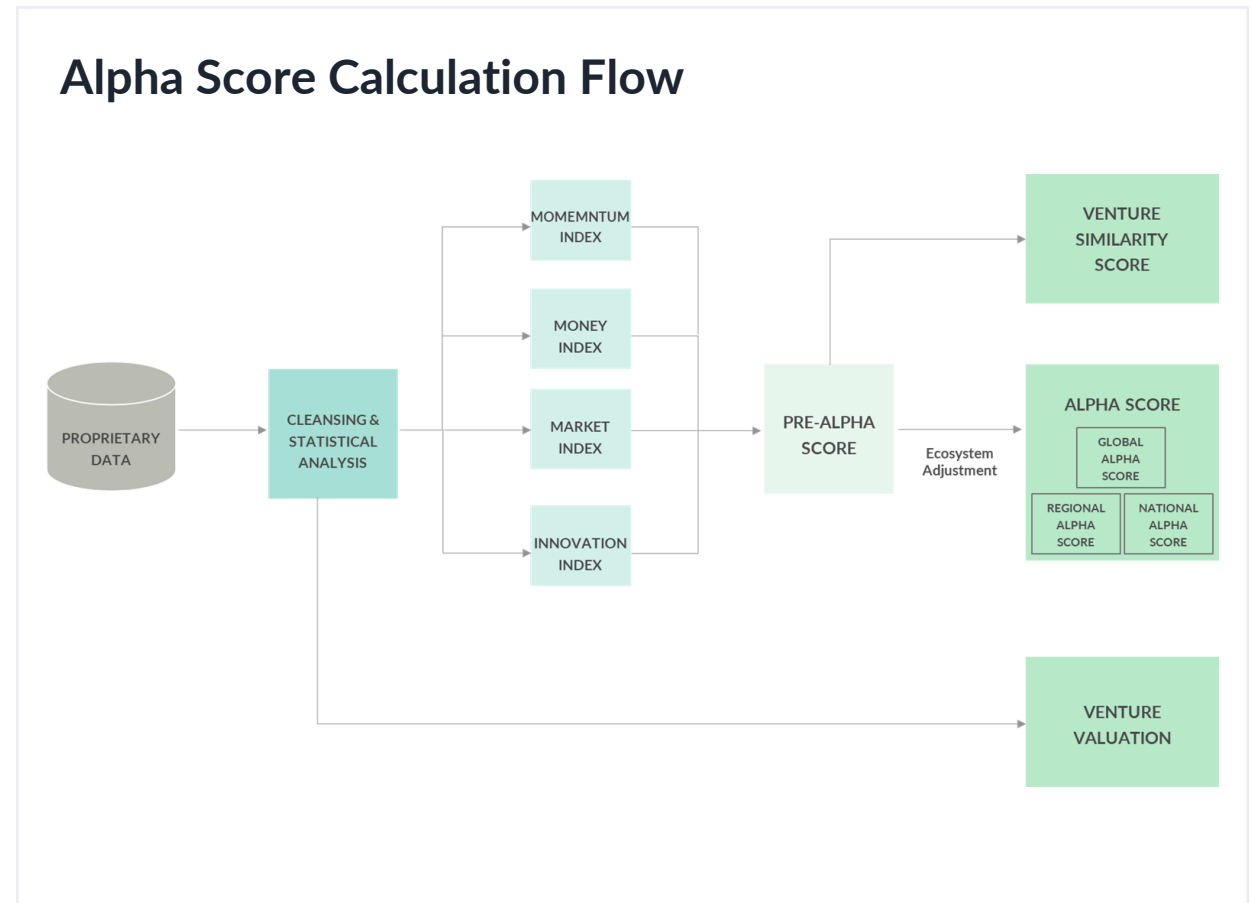 Alpha Score Calculation Flow
PROPRIETARY
DATA
CLEANSING &
STATISTICAL
ANALYSIS
MOMEMNTUM
INDEX
MONEY
INDEX
MARKET
INDEX
INNOVATION
INDEX
PRE-ALPHA
SCORE
Ecosystem
Adjustment
VENTURE
SIMILARITY
SCORE
ALPHA SCORE
GLOBAL
ALPHA
SCORE
REGIONAL
ALPHA
SCORE
NATIONAL
ALPHA
SCORE
VENTURE
VALUATION